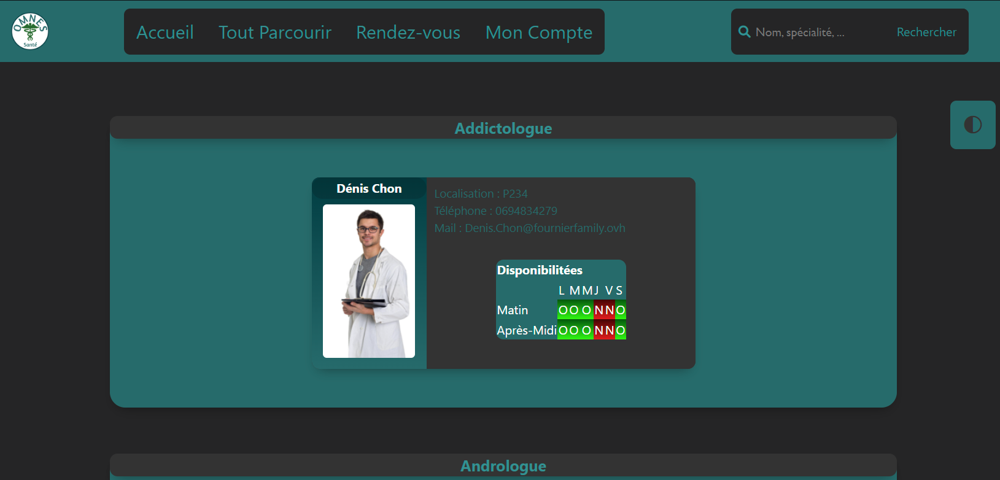 OMNES
Santé
Accueil Tout Parcourir Rendez-vous Mon Compte
Nom, spécialité, ... Rechercher
Addictologue
Dénis Chon
Localisation : P234
Téléphone : 0694834279
Mail : Denis.Chon@fournierfamily.ovh
Disponibilitées
L M M J V S
Matin O O O N N O
Après-Midi O O O N N O
Andrologue